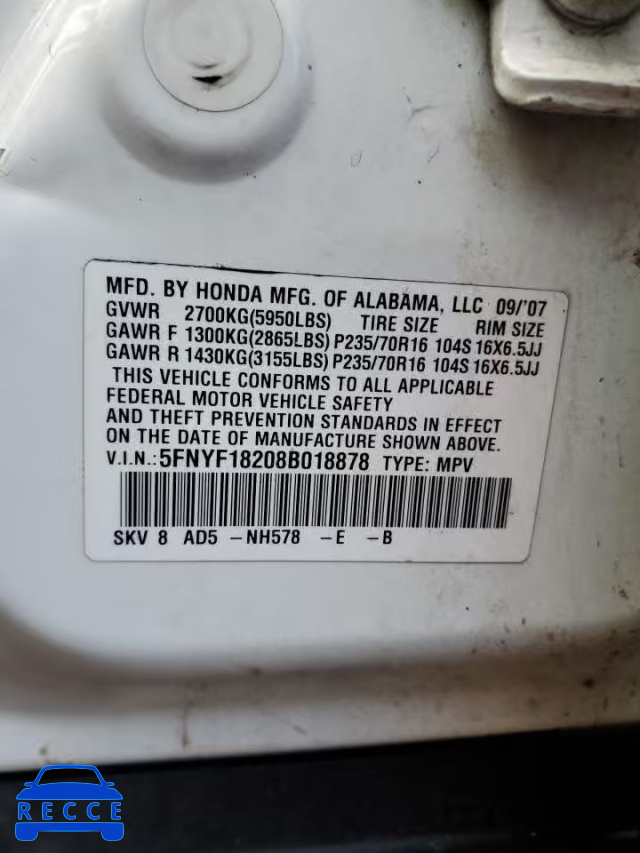 MFD. BY HONDA MFG. OF ALABAMA, LLC 09/'07
GVWR 2700KG(5950LBS) TIRE SIZE RIM SIZE
GAWR F 1300KG(2865LBS) P235/70R16 104S 16X6.5JJ
GAWR R 1430KG(3155LBS) P235/70R16 104S 16X6.5JJ
THIS VEHICLE CONFORMS TO ALL APPLICABLE
FEDERAL MOTOR VEHICLE SAFETY
AND THEFT PREVENTION STANDARDS IN EFFECT
ON THE DATE OF MANUFACTURE SHOWN ABOVE.
V.I.N.:5FNYF18208B018878 TYPE: MPV
SKV 8 AD5 -NH578 -E -B
RECCE